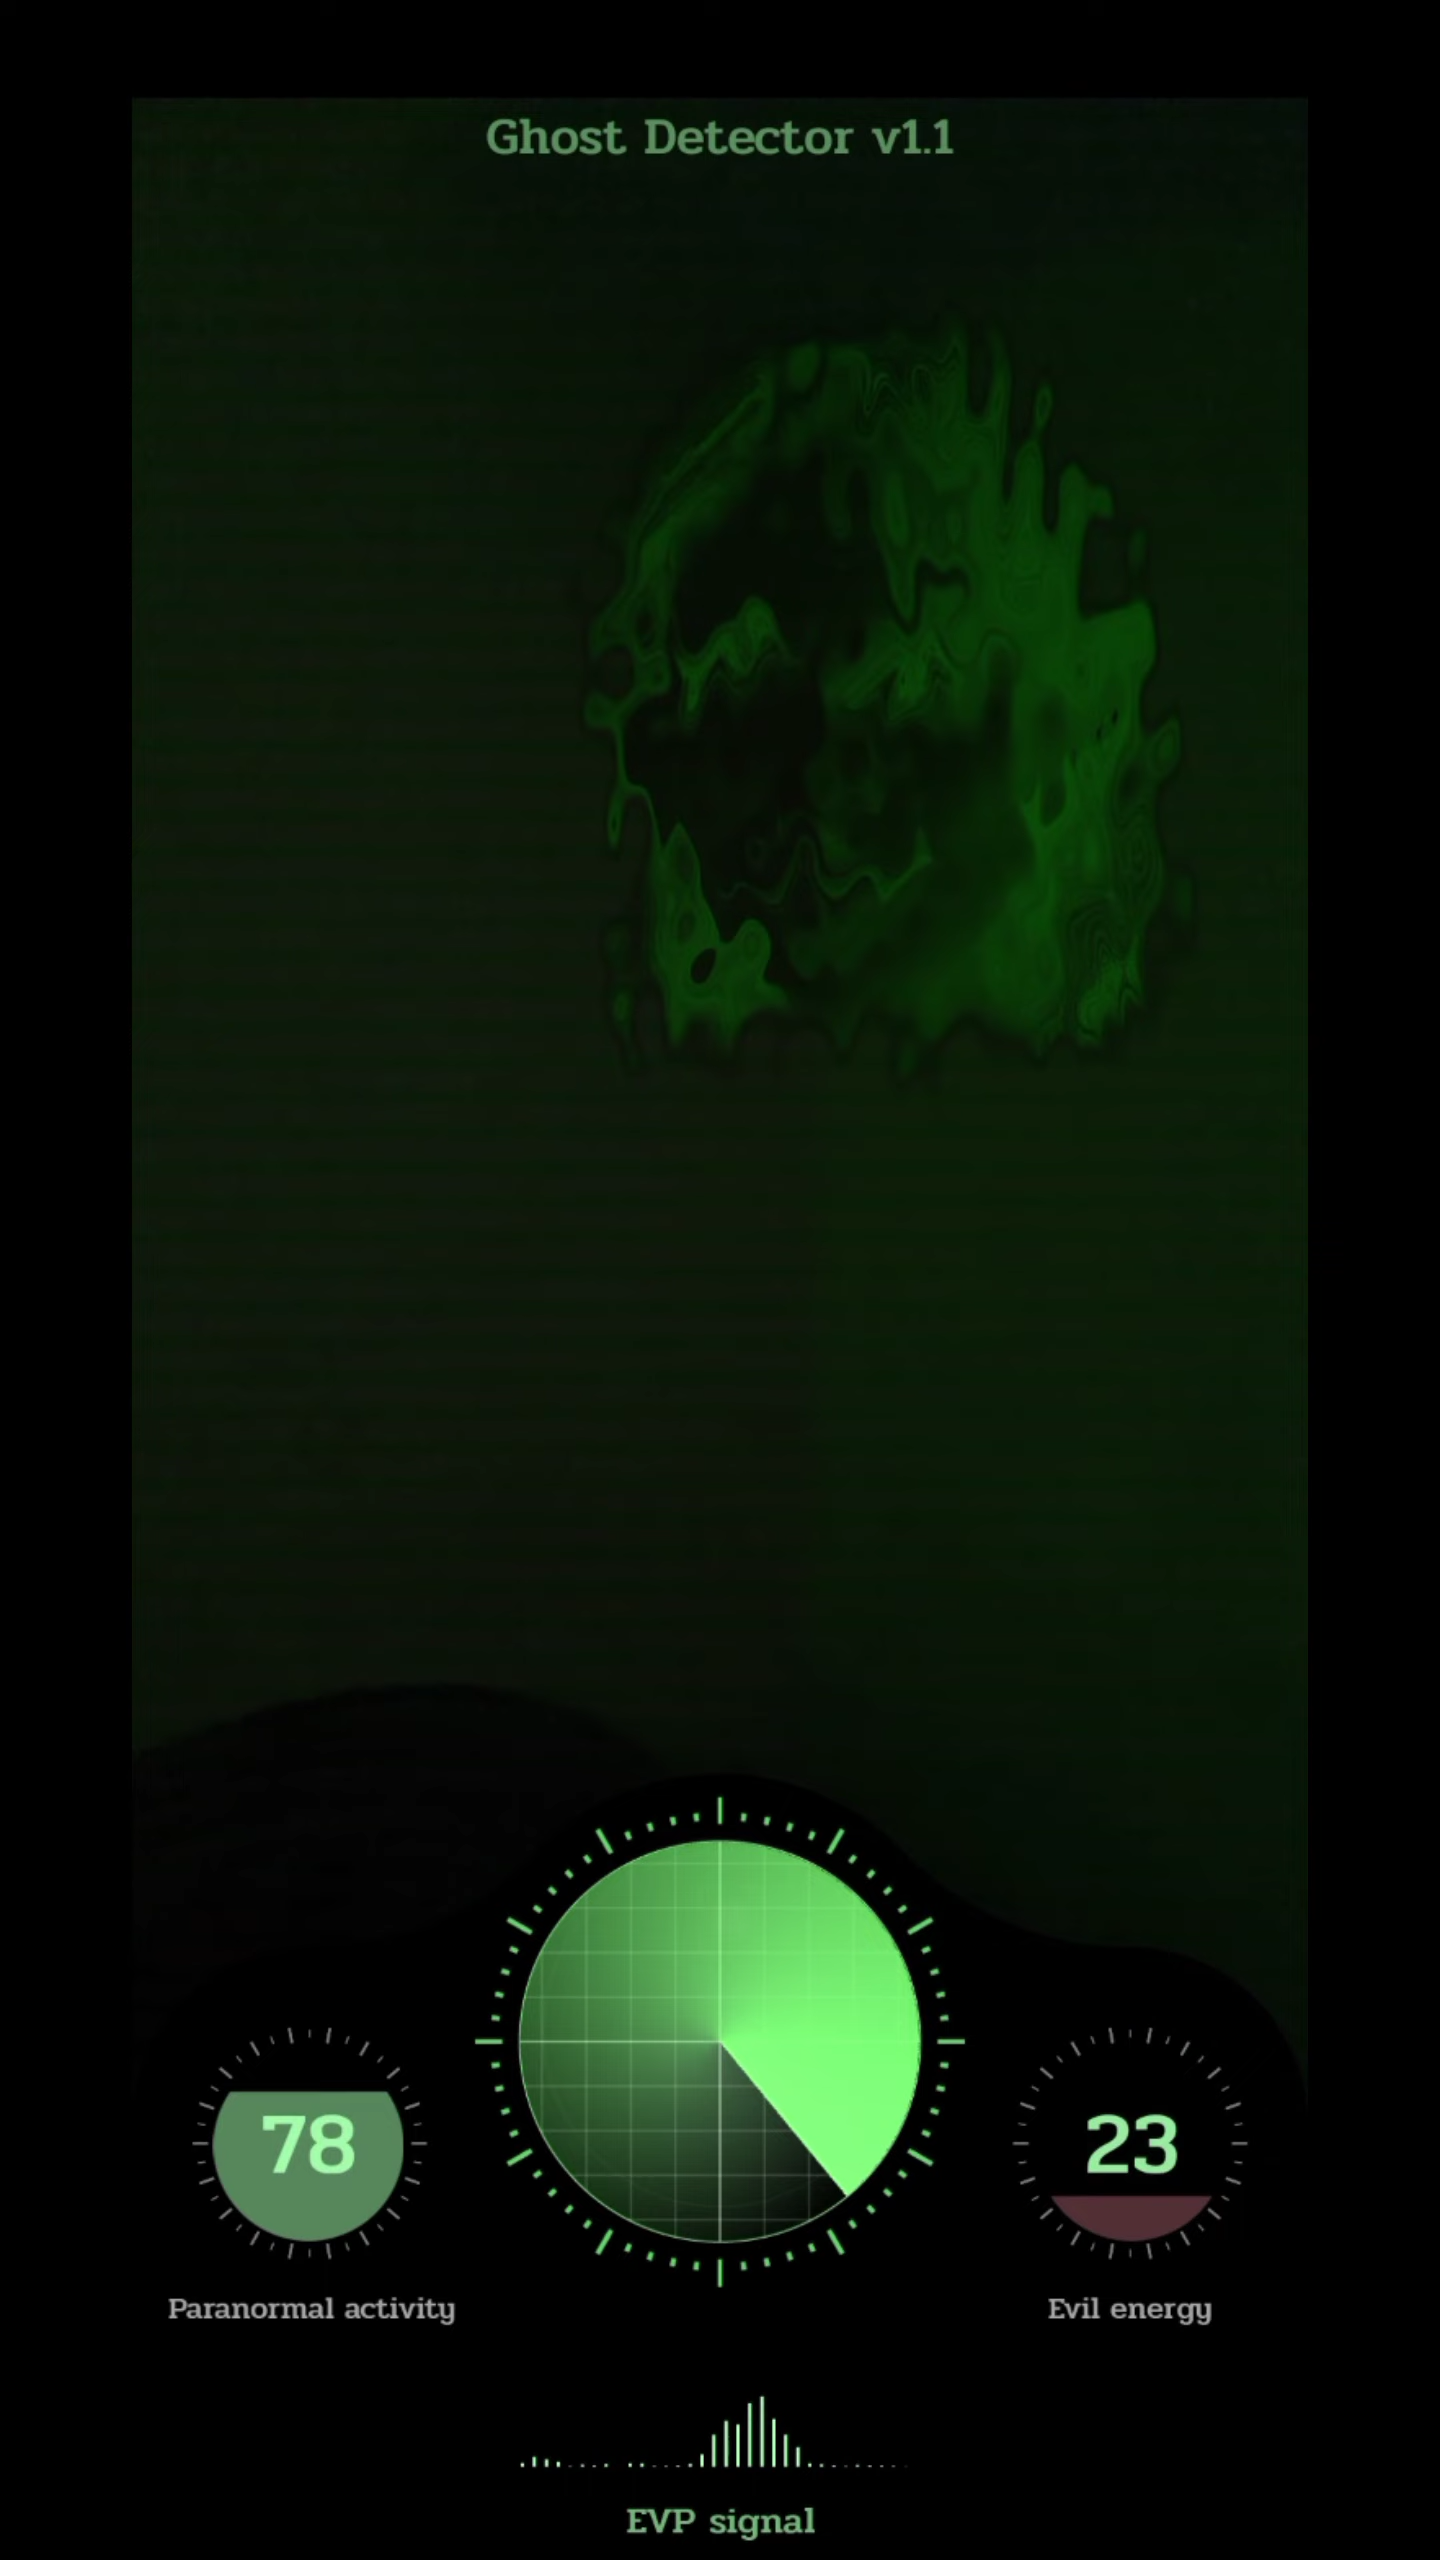 Ghost Detector v1.1
78
23
Paranormal activity
Evil energy
EVP signal